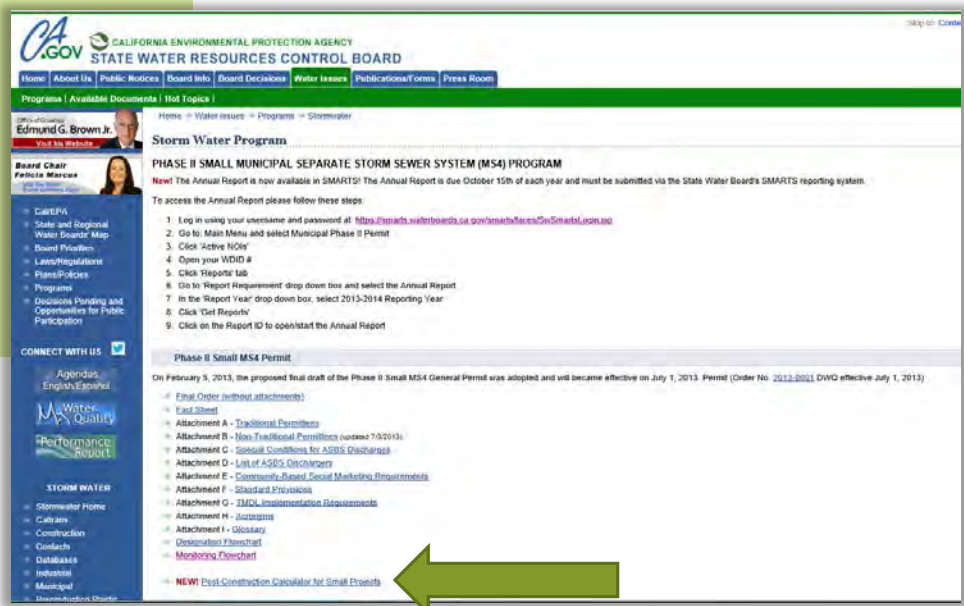 Skip to: Conte
CA.GOV
CALIFORNIA ENVIRONMENTAL PROTECTION AGENCY
STATE WATER RESOURCES CONTROL BOARD
Home About Us Public Notices Board Info Board Decisions Water Issues Publications/Forms Press Room
Programs | Available Documents | Hot Topics |
Office of Governor
Edmund G. Brown Jr.
Visit his Website
Board Chair
Felicia Marcus
CalEPA
State and Regional
Water Boards' Map
Board Priorities
Laws/Regulations
Plans/Policies
Programs
Decisions Pending and
Opportunities for Public
Participation
CONNECT WITH US
Agendas
English/Español
My Water Quality
Performance
Report
STORM WATER
Stormwater Home
Caltrans
Construction
Contacts
Databases
Industrial
Municipal
Home → Water issues → Programs → Stormwater
Storm Water Program
PHASE II SMALL MUNICIPAL SEPARATE STORM SEWER SYSTEM (MS4) PROGRAM
New! The Annual Report is now available in SMARTS! The Annual Report is due October 15th of each year and must be submitted via the State Water Board's SMARTS reporting system.
To access the Annual Report please follow these steps:
1. Log in using your username and password at: https://smarts.waterboards.ca.gov/smarts/faces/SwSmartsLogin.jsp
2. Go to: Main Menu and select Municipal Phase II Permit
3. Click 'Active NOIs'
4. Open your WDID #
5. Click 'Reports' tab
6. Go to 'Report Requirement' drop down box and select the Annual Report
7. In the 'Report Year' drop down box, select 2013-2014 Reporting Year
8. Click 'Get Reports'
9. Click on the Report ID to open/start the Annual Report
Phase II Small MS4 Permit
On February 5, 2013, the proposed final draft of the Phase II Small MS4 General Permit was adopted and will became effective on July 1, 2013. Permit (Order No. 2013-0001 DWQ effective July 1, 2013)
Final Order (without attachments)
Fact Sheet
Attachment A - Traditional Permittees
Attachment B - Non-Traditional Permittees (updated 7/3/2013)
Attachment C - Special Conditions for ASBS Discharges
Attachment D - List of ASBS Dischargers
Attachment E - Community-Based Social Marketing Requirements
Attachment F - Standard Provisions
Attachment G - TMDL Implementation Requirements
Attachment H - Acronyms
Attachment I - Glossary
Designation Flowchart
Monitoring Flowchart
NEW! Post-Construction Calculator for Small Projects